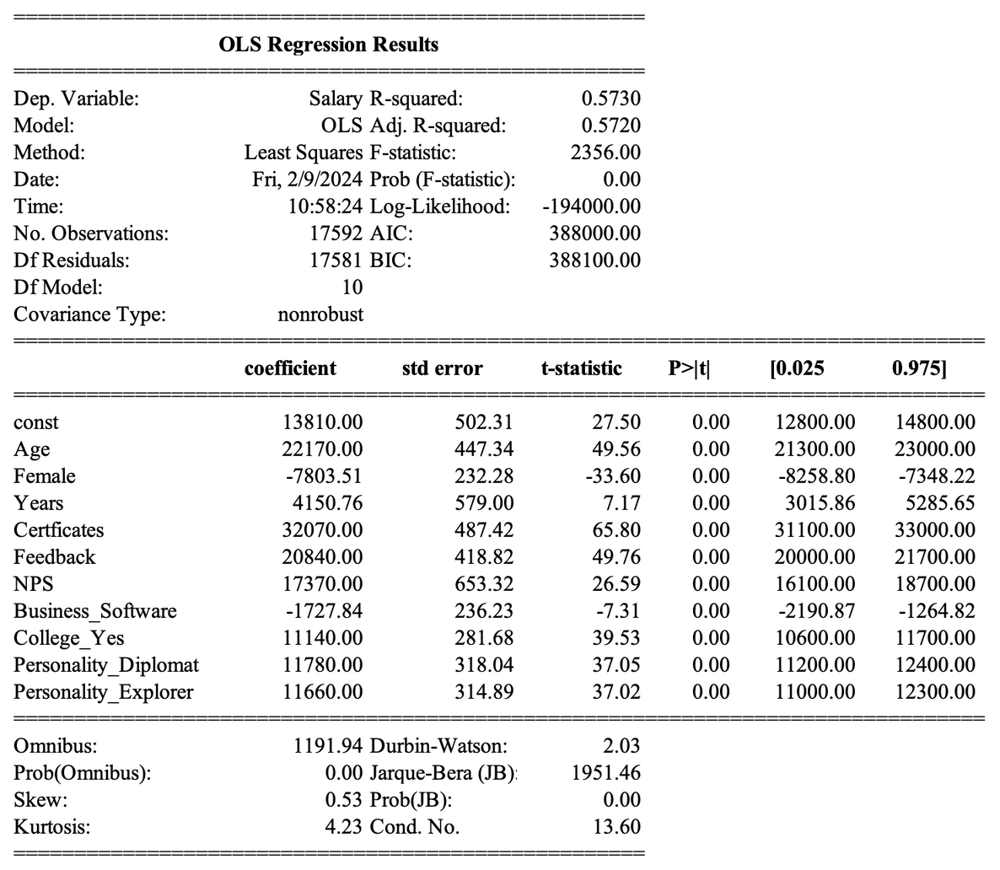 OLS Regression Results
Dep. Variable: Salary R-squared: 0.5730
Model: OLS Adj. R-squared: 0.5720
Method: Least Squares F-statistic: 2356.00
Date: Fri, 2/9/2024 Prob (F-statistic): 0.00
Time: 10:58:24 Log-Likelihood: -194000.00
No. Observations: 17592 AIC: 388000.00
Df Residuals: 17581 BIC: 388100.00
Df Model: 10
Covariance Type: nonrobust
coefficient std error t-statistic P>|t| [0.025 0.975]
const 13810.00 502.31 27.50 0.00 12800.00 14800.00
Age 22170.00 447.34 49.56 0.00 21300.00 23000.00
Female -7803.51 232.28 -33.60 0.00 -8258.80 -7348.22
Years 4150.76 579.00 7.17 0.00 3015.86 5285.65
Certficates 32070.00 487.42 65.80 0.00 31100.00 33000.00
Feedback 20840.00 418.82 49.76 0.00 20000.00 21700.00
NPS 17370.00 653.32 26.59 0.00 16100.00 18700.00
Business_Software -1727.84 236.23 -7.31 0.00 -2190.87 -1264.82
College_Yes 11140.00 281.68 39.53 0.00 10600.00 11700.00
Personality_Diplomat 11780.00 318.04 37.05 0.00 11200.00 12400.00
Personality_Explorer 11660.00 314.89 37.02 0.00 11000.00 12300.00
Omnibus: 1191.94 Durbin-Watson: 2.03
Prob(Omnibus): 0.00 Jarque-Bera (JB): 1951.46
Skew: 0.53 Prob(JB): 0.00
Kurtosis: 4.23 Cond. No. 13.60